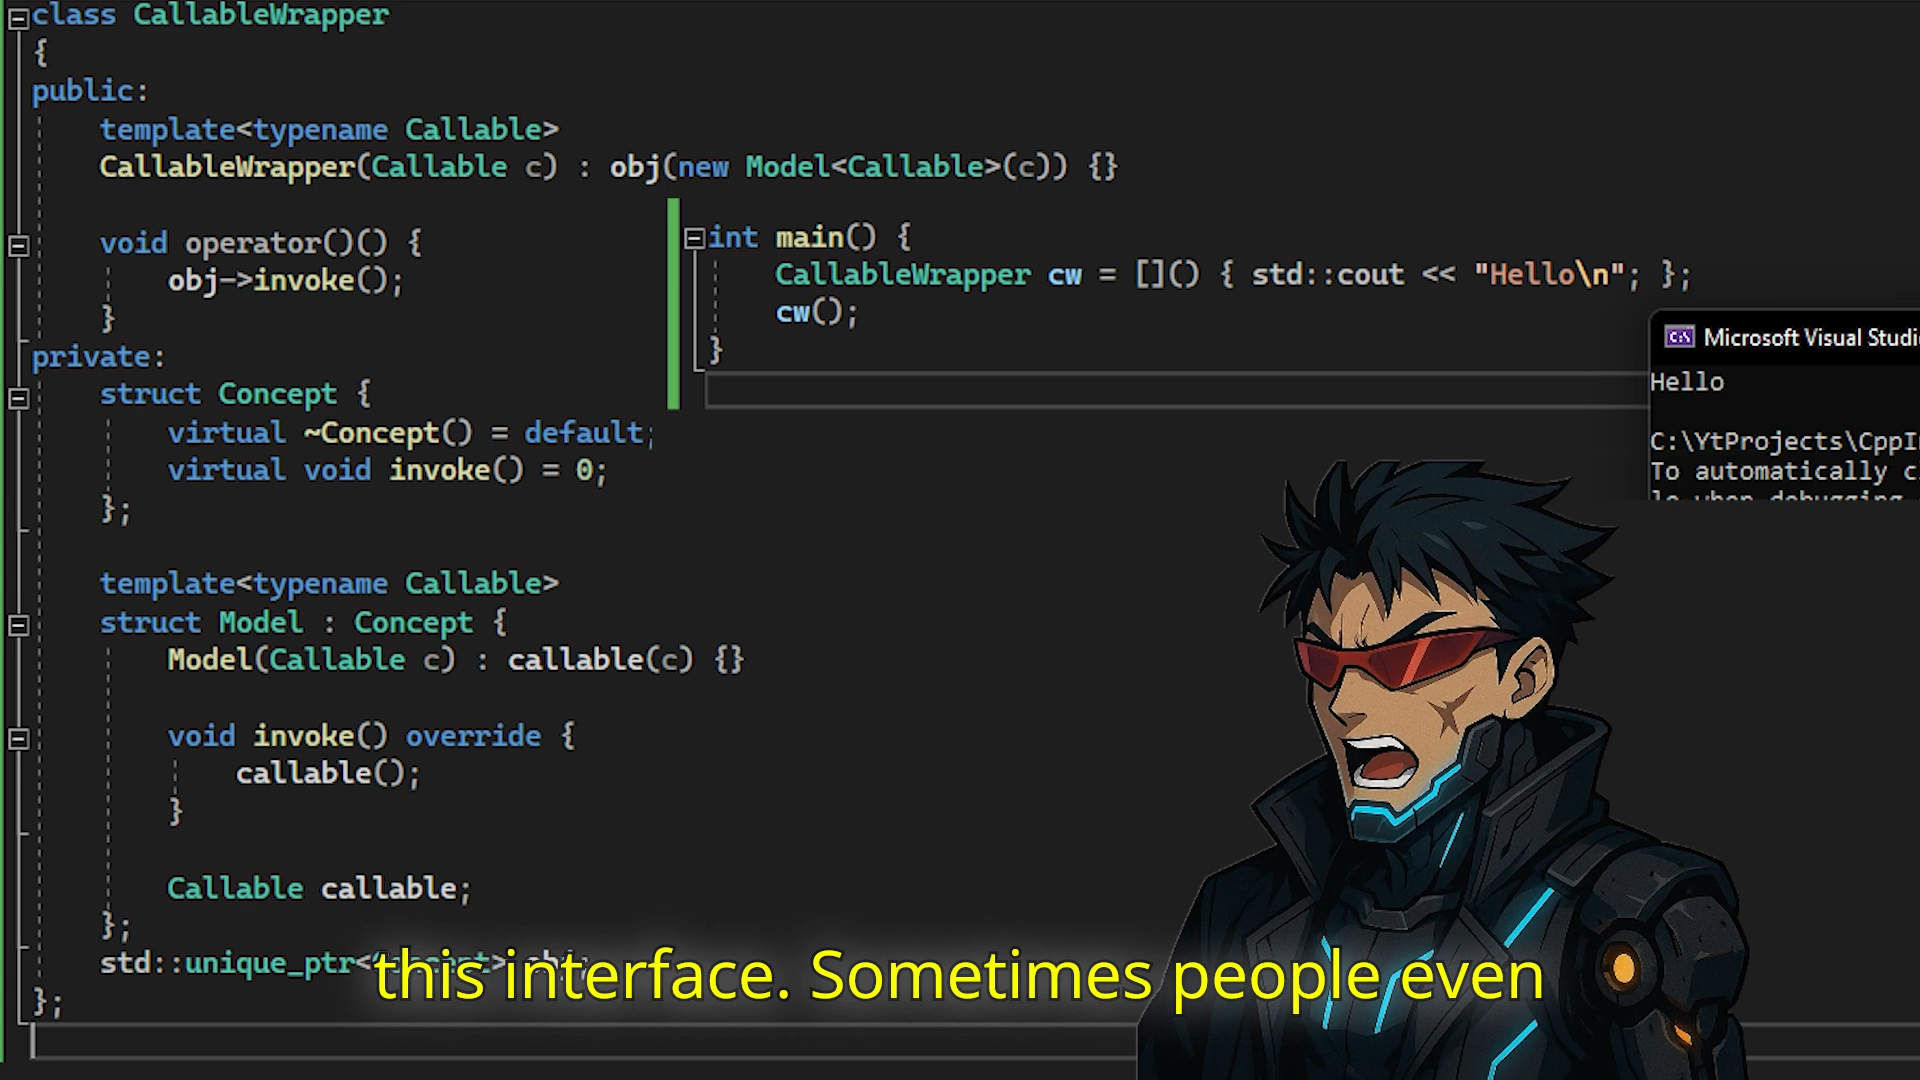 class CallableWrapper
{
public:
template<typename Callable>
CallableWrapper(Callable c) : obj(new Model<Callable>(c)) {}
void operator()() {
obj->invoke();
}
private:
struct Concept {
virtual ~Concept() = default;
virtual void invoke() = 0;
};
template<typename Callable>
struct Model : Concept {
Model(Callable c) : callable(c) {}
void invoke() override {
callable();
}
Callable callable;
};
std::unique_ptr<
};
int main() {
CallableWrapper cw = []() { std::cout << "Hello\n"; };
cw();
}
Microsoft Visual Studi
Hello
C:\YtProjects\CppI
To automatically c
le when debugging
this interface. Sometimes people even